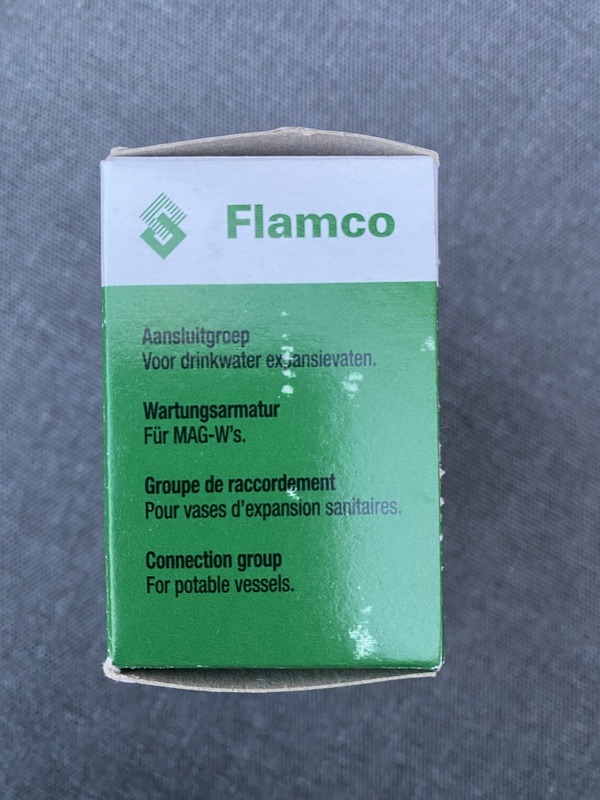 Flamco
Aansluitgroep
Voor drinkwater expansievaten.
Wartungsarmatur
Für MAG-W's.
Groupe de raccordement
Pour vases d'expansion sanitaires.
Connection group
For potable vessels.